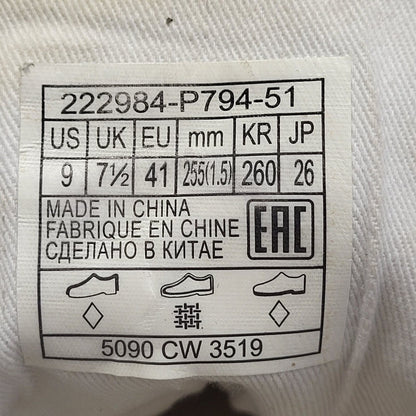 222984-P794-51
US UK EU mm KR JP
9 7½ 41 255(1.5) 260 26
MADE IN CHINA
FABRIQUE EN CHINE
СДЕЛАНО В КИТАЕ
EAC
5090 CW 3519